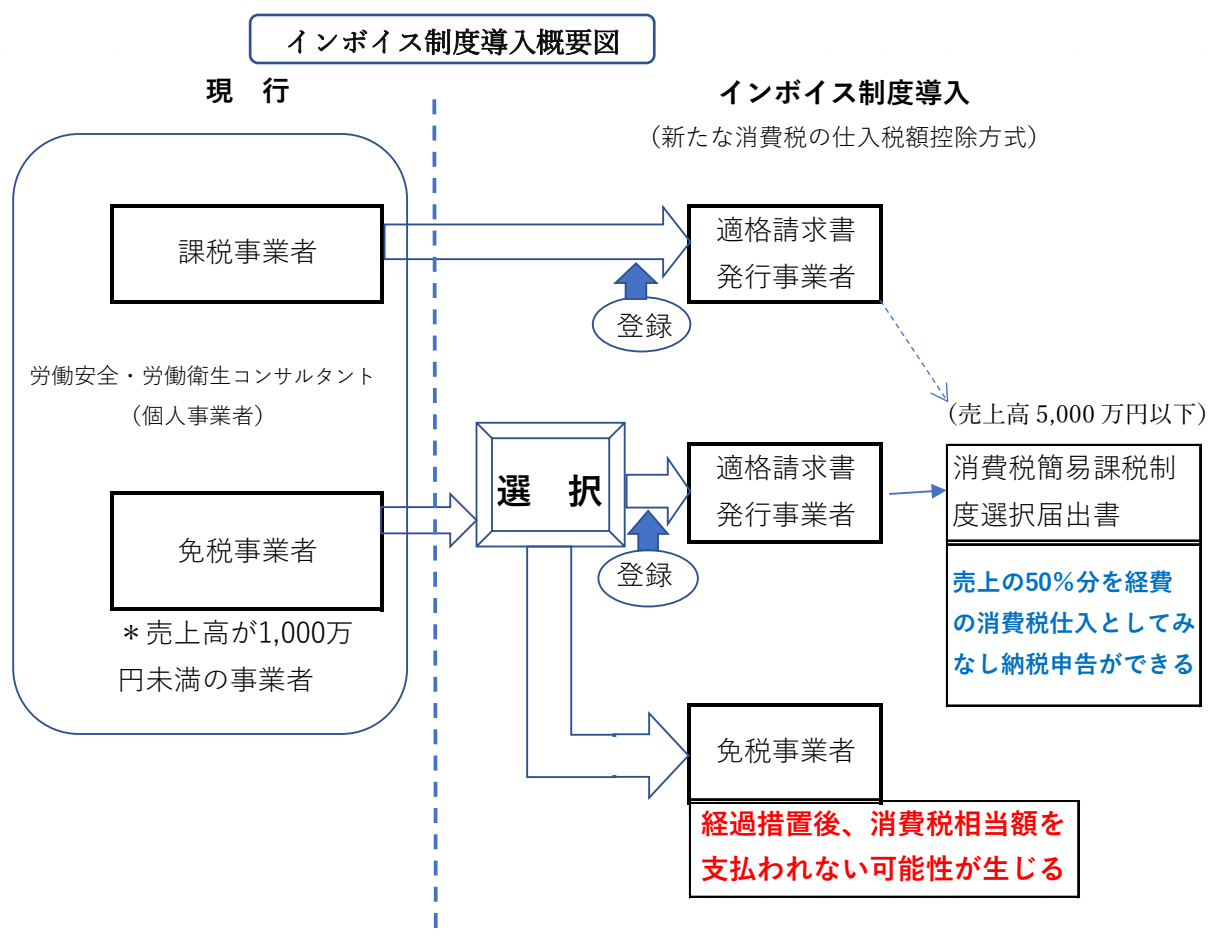 インボイス制度導入概要図
現　行
インボイス制度導入
（新たな消費税の仕入税額控除方式）
課税事業者
適格請求書
発行事業者
登録
労働安全・労働衛生コンサルタント
（個人事業者）
(売上高 5,000 万円以下)
選　択
適格請求書
発行事業者
消費税簡易課税制
度選択届出書
免税事業者
登録
売上の50％分を経費
の消費税仕入としてみ
なし納税申告ができる
＊売上高が1,000万
円未満の事業者
免税事業者
経過措置後、消費税相当額を
支払われない可能性が生じる